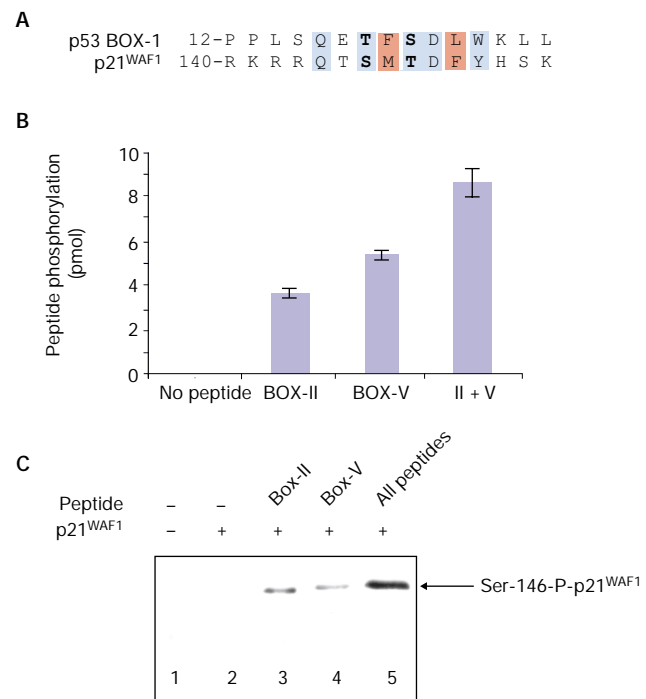 A
p53 BOX-1 12-P P L S Q E T F S D L W K L L
p21WAF1 140-R K R R Q T S M T D F Y H S K
B
Peptide phosphorylation
(pmol)
10
8
6
4
2
0
No peptide BOX-II BOX-V II + V
C
Peptide – – Box-II Box-V All peptides
p21WAF1 – + + + +
Ser-146-P-p21WAF1
1 2 3 4 5